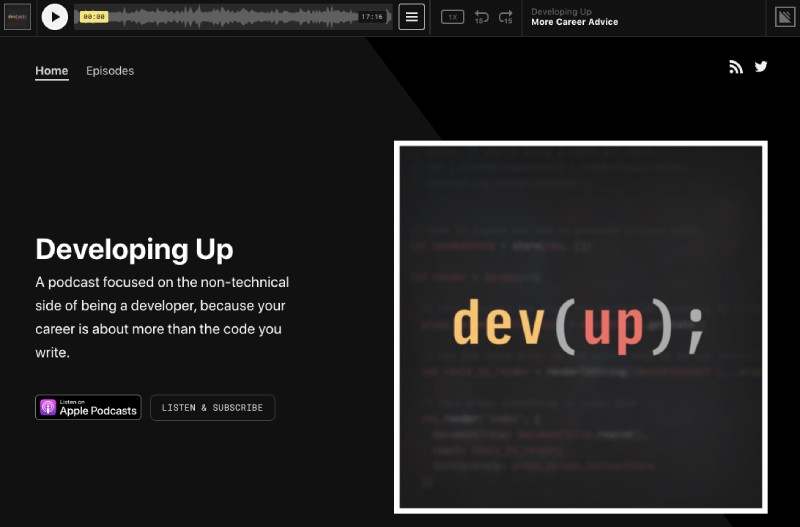 dev(up);
00:00
17:16
1X
15
15
Developing Up
More Career Advice
Home
Episodes
Developing Up
A podcast focused on the non-technical
side of being a developer, because your
career is about more than the code you
write.
Listen on
Apple Podcasts
LISTEN & SUBSCRIBE
dev(up);